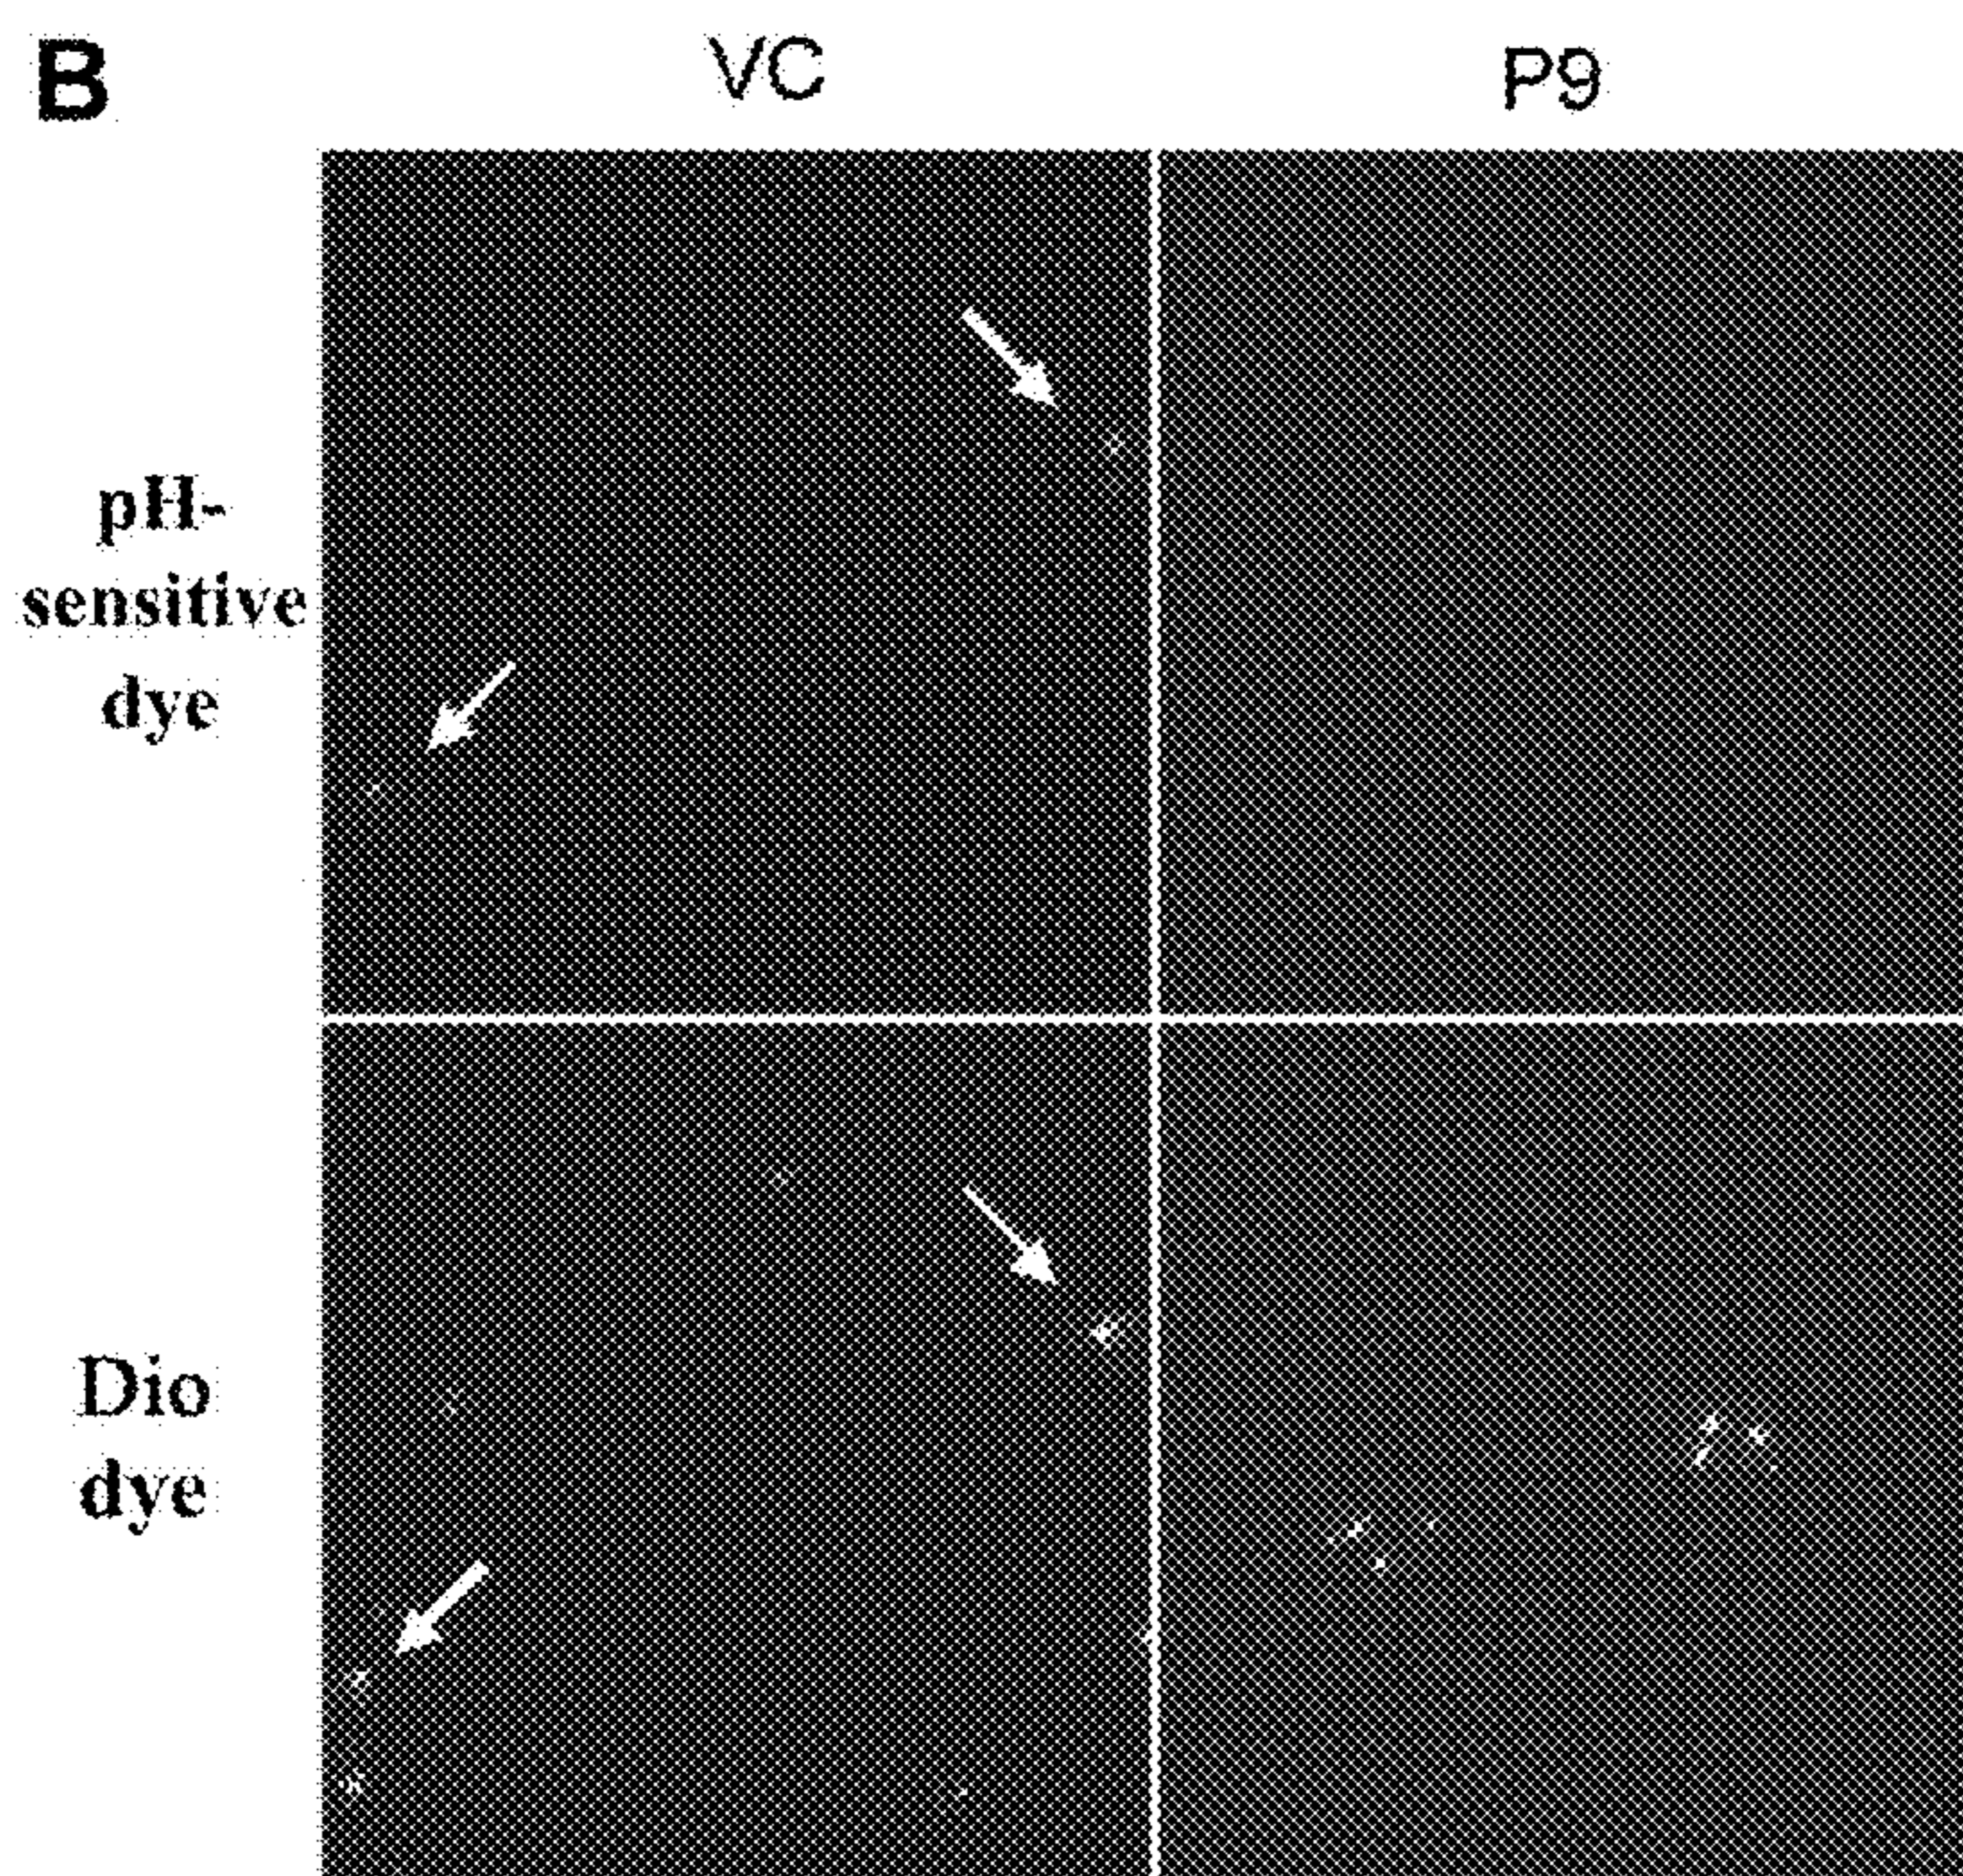 B
VC
P9
pH-
sensitive
dye
Dio
dye